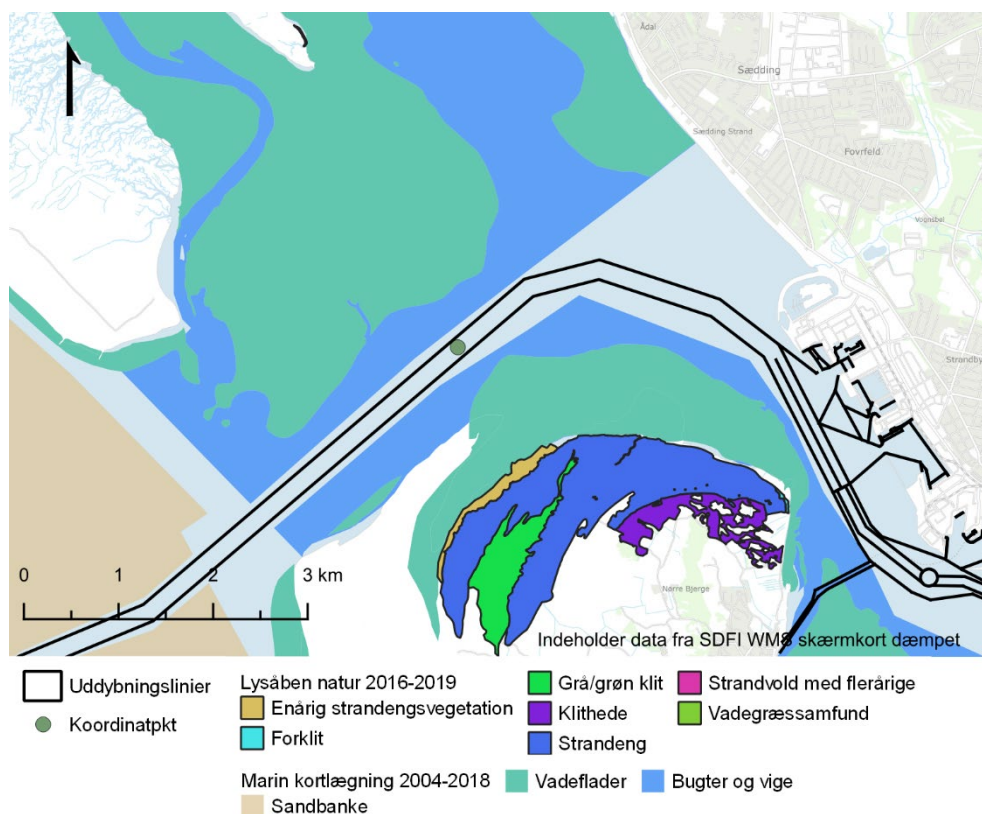 Ådal
Sædding
Sædding Strand
Fovrfeld
Vognsbøl
Strandby
0 1 2 3 km
Nørre Bjerge
Indeholder data fra SDFI WMS skærmkort dæmpet
Uddybningslinier
Koordinatpkt
Lysåben natur 2016-2019
Enårig strandengsvegetation
Forklit
Grå/grøn klit
Klithede
Strandeng
Strandvold med flerårige
Vadegræssamfund
Marin kortlægning 2004-2018
Sandbanke
Vadeflader
Bugter og vige